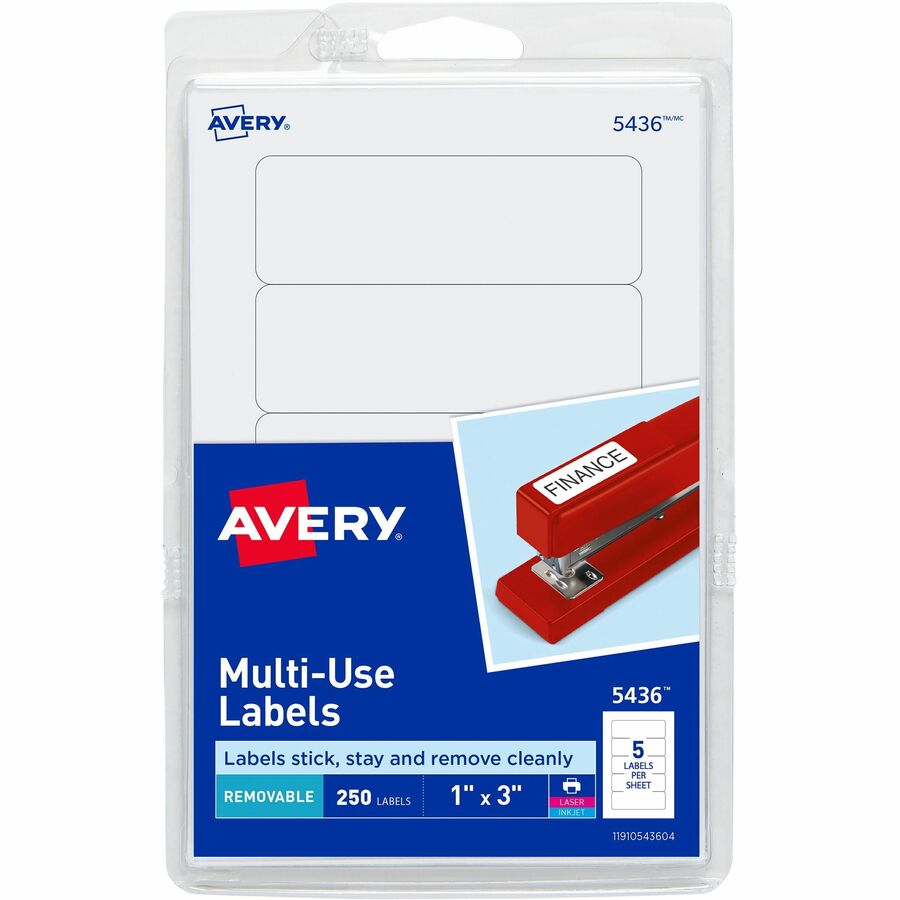 AVERY®
5436™/MC
FINANCE
AVERY®
Multi-Use
Labels
Labels stick, stay and remove cleanly
REMOVABLE
250 LABELS
1" x 3"
LASER
INKJET
5436™
5
LABELS
PER
SHEET
11910543604